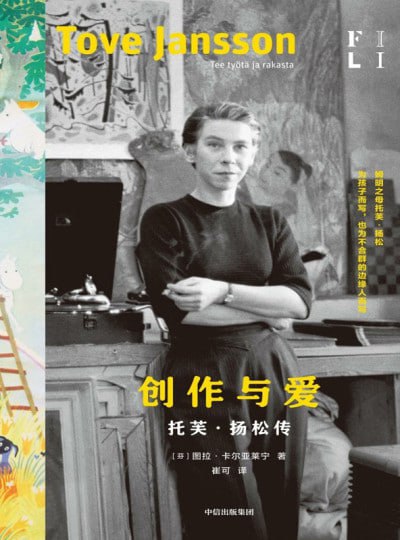 Tove Jansson
Tee työtä ja rakasta
FILI
姆明之母托芙·扬松
为孩子而写，也为不合群的边缘人而写
创作与爱
托芙·扬松传
［芬］图拉·卡尔亚莱宁 著
崔可 译
中信出版集团